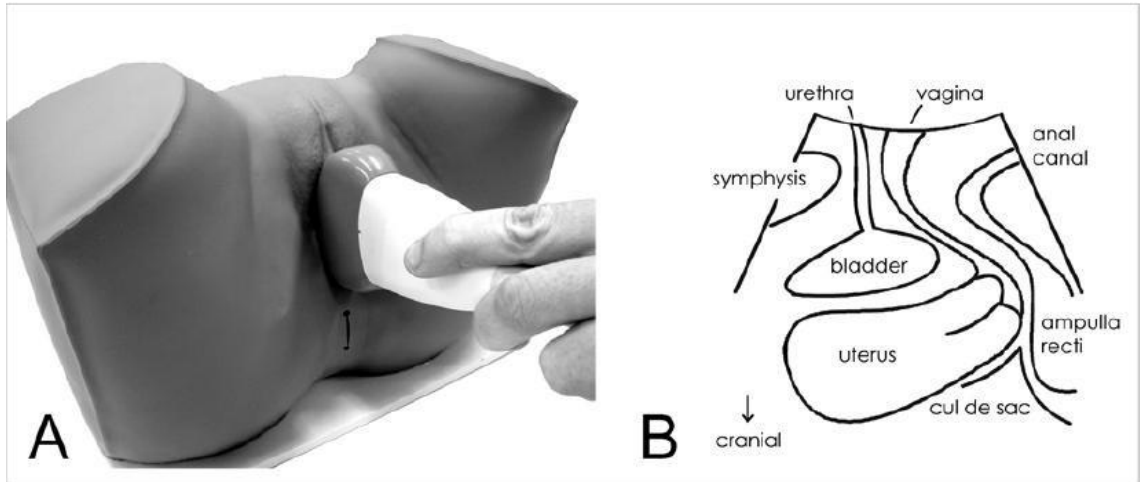 urethra vagina
anal
canal
symphysis
bladder
ampulla
recti
uterus
cul de sac
A
B
cranial